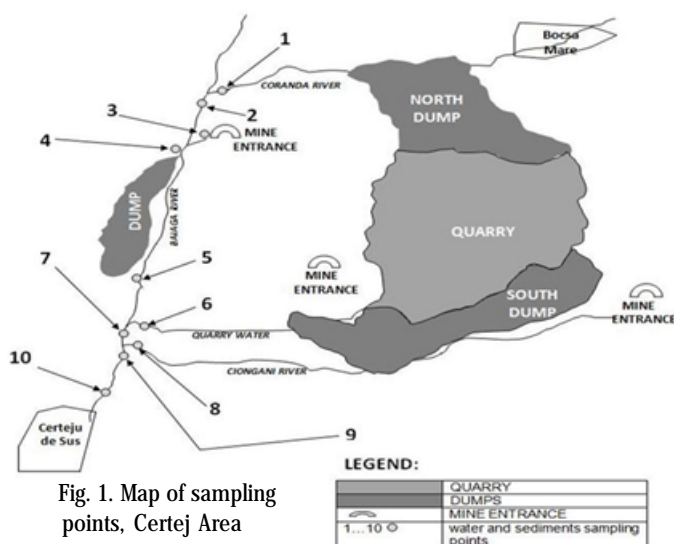 Bocsa
Mare
1
CORANDA RIVER
NORTH
DUMP
2
3
MINE
ENTRANCE
4
DUMP
BAIAGA RIVER
QUARRY
5
MINE
ENTRANCE
SOUTH
DUMP
MINE
ENTRANCE
7
6
QUARRY WATER
CIONGANI RIVER
10
8
9
Certeju
de Sus
Fig. 1. Map of sampling
points, Certej Area
LEGEND:
QUARRY
DUMPS
MINE ENTRANCE
1...10 water and sediments sampling
points